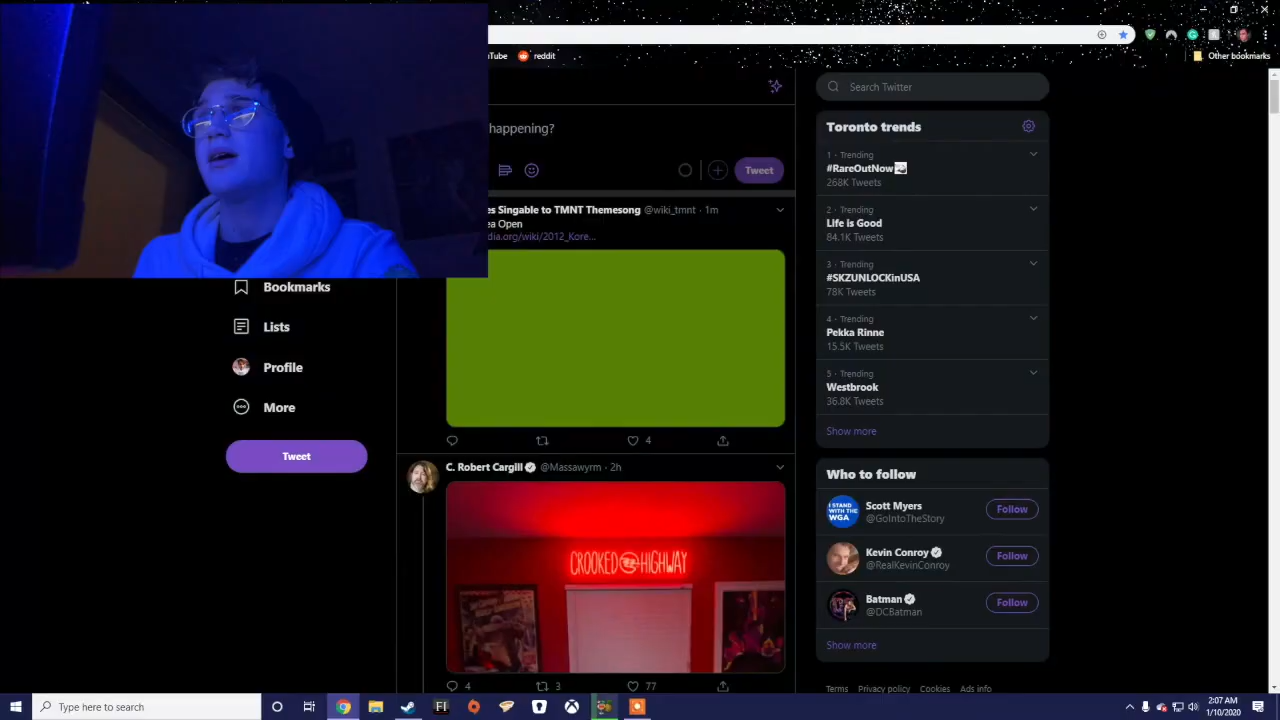 uTube
reddit
Other bookmarks
happening?
Tweet
es Singable to TMNT Themesong @wiki_tmnt · 1m
ea Open
dia.org/wiki/2012_Kore...
4
Bookmarks
Lists
Profile
More
Tweet
C. Robert Cargill @Massawyrm · 2h
CROOKED HIGHWAY
4 3 77
Search Twitter
Toronto trends
1 · Trending
#RareOutNow
268K Tweets
2 · Trending
Life is Good
84.1K Tweets
3 · Trending
#SKZUNLOCKinUSA
78K Tweets
4 · Trending
Pekka Rinne
15.5K Tweets
5 · Trending
Westbrook
36.8K Tweets
Show more
Who to follow
I STAND
WITH THE
WGA
Scott Myers
@GoIntoTheStory
Follow
Kevin Conroy
@RealKevinConroy
Follow
Batman
@DCBatman
Follow
Show more
Terms Privacy policy Cookies Ads info
Type here to search
2:07 AM
1/10/2020